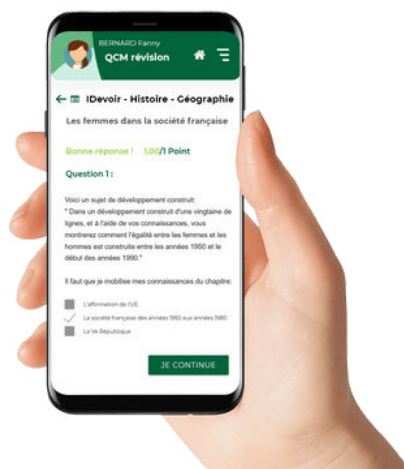 BERNARD Fanny
QCM révision
IDevoir - Histoire - Géographie
Les femmes dans la société française
Bonne réponse ! 1,00/1 Point
Question 1 :
Voici un sujet de développement construit:
" Dans un développement construit d'une vingtaine de
lignes, et à l'aide de vos connaissances, vous
montrerez comment l'égalité entre les femmes et les
hommes est construite entre les années 1950 et le
début des années 1990."
Il faut que je mobilise mes connaissances du chapitre:
L'affirmation de l'UE
La société française des années 1950 aux années 1980
La Ve République
JE CONTINUE